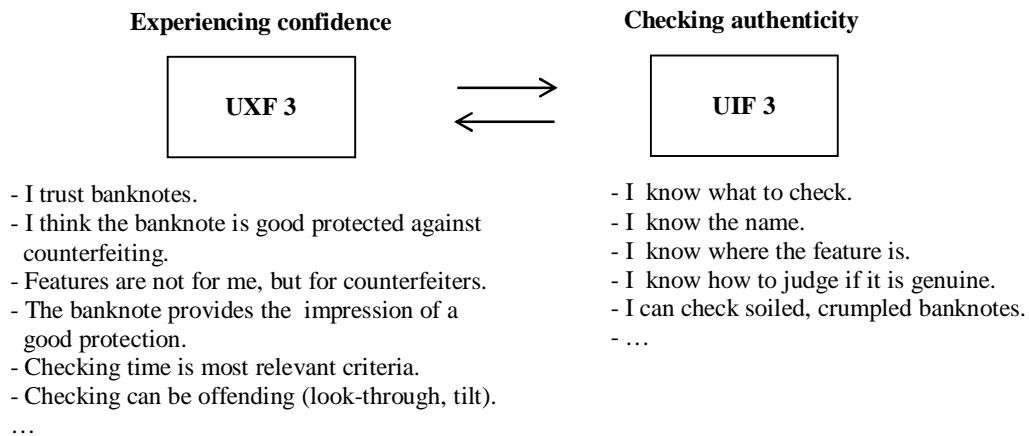 Experiencing confidence
UXF 3
- I trust banknotes.
- I think the banknote is good protected against
counterfeiting.
- Features are not for me, but for counterfeiters.
- The banknote provides the impression of a
good protection.
- Checking time is most relevant criteria.
- Checking can be offending (look-through, tilt).
…
Checking authenticity
UIF 3
- I know what to check.
- I know the name.
- I know where the feature is.
- I know how to judge if it is genuine.
- I can check soiled, crumpled banknotes.
- …